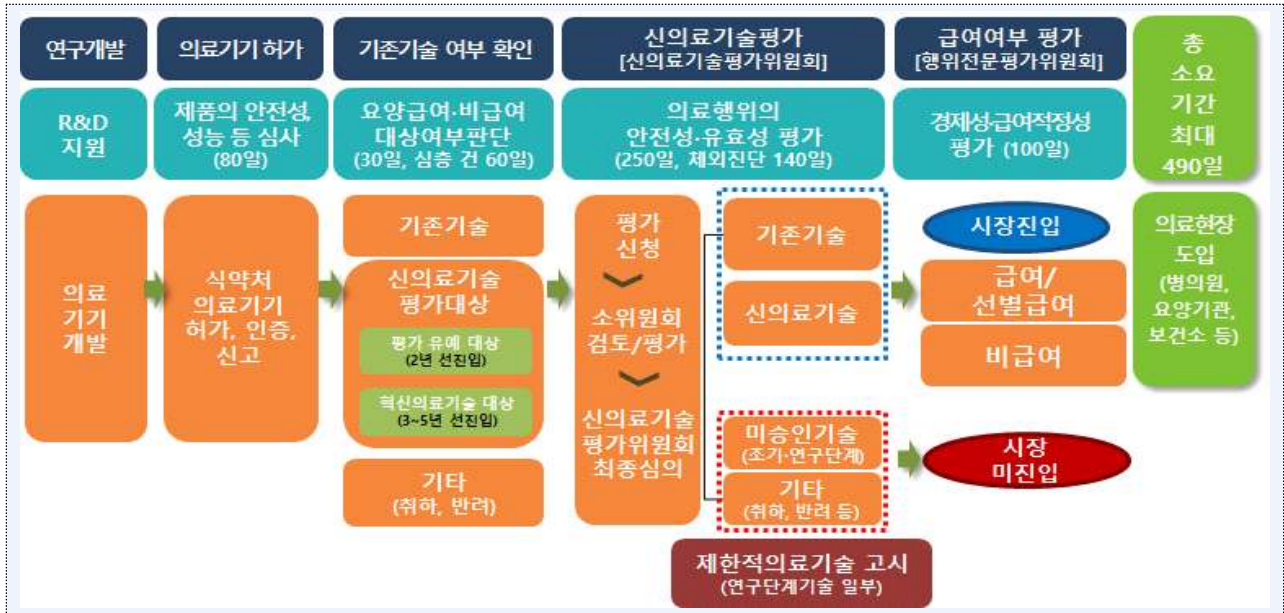 연구개발
의료기기 허가
기존기술 여부 확인
신의료기술평가
[신의료기술평가위원회]
급여여부 평가
[행위전문평가위원회]
총
소요
기간
최대
490일
R&D
지원
제품의 안전성,
성능 등 심사
(80일)
요양급여·비급여
대상여부판단
(30일, 심층 건 60일)
의료행위의
안전성·유효성 평가
(250일, 체외진단 140일)
경제성·급여적정성
평가 (100일)
의료
기기
개발
식약처
의료기기
허가, 인증,
신고
기존기술
신의료기술
평가대상
평가 유예 대상
(2년 선진입)
혁신의료기술 대상
(3~5년 선진입)
기타
(취하, 반려)
평가
신청
소위원회
검토/평가
신의료기술
평가위원회
최종심의
기존기술
신의료기술
미승인기술
(조기·연구단계)
기타
(취하, 반려 등)
제한적의료기술 고시
(연구단계기술 일부)
시장진입
급여/
선별급여
비급여
시장
미진입
의료현장
도입
(병의원,
요양기관,
보건소 등)